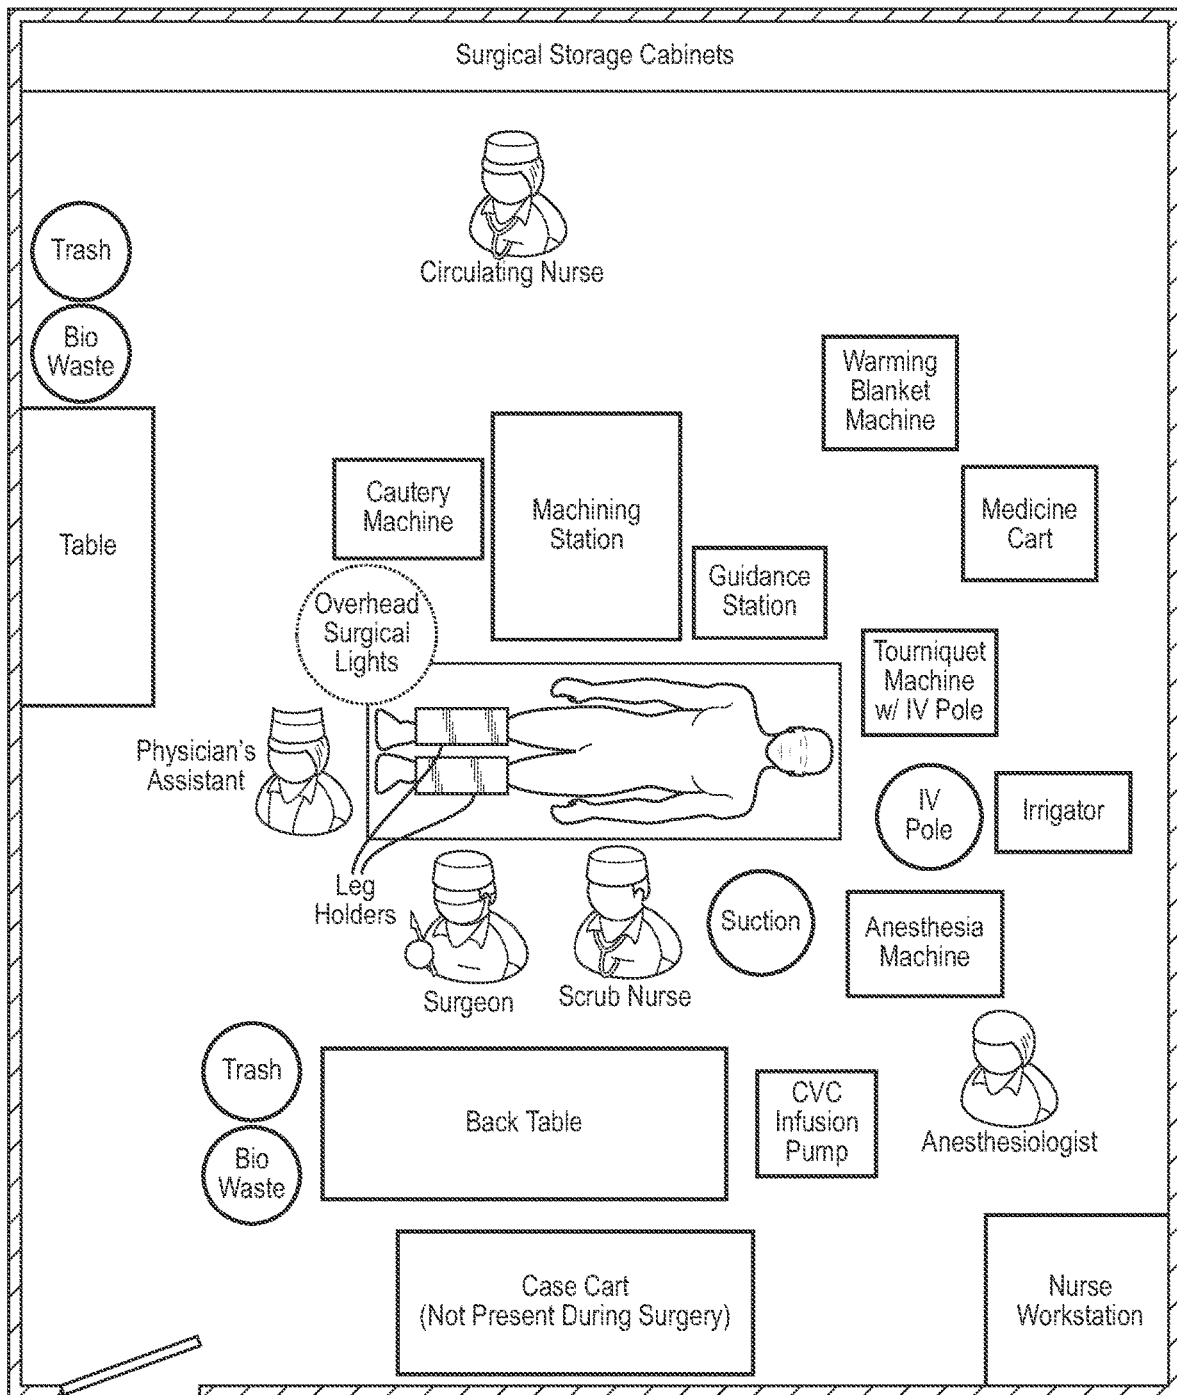 Surgical Storage Cabinets
Circulating Nurse
Trash
Bio
Waste
Warming
Blanket
Machine
Table
Cautery
Machine
Machining
Station
Medicine
Cart
Guidance
Station
Overhead
Surgical
Lights
Tourniquet
Machine
w/ IV Pole
Physician's
Assistant
IV
Pole
Irrigator
Leg
Holders
Surgeon
Scrub Nurse
Suction
Anesthesia
Machine
Trash
Bio
Waste
Back Table
CVC
Infusion
Pump
Anesthesiologist
Case Cart
(Not Present During Surgery)
Nurse
Workstation